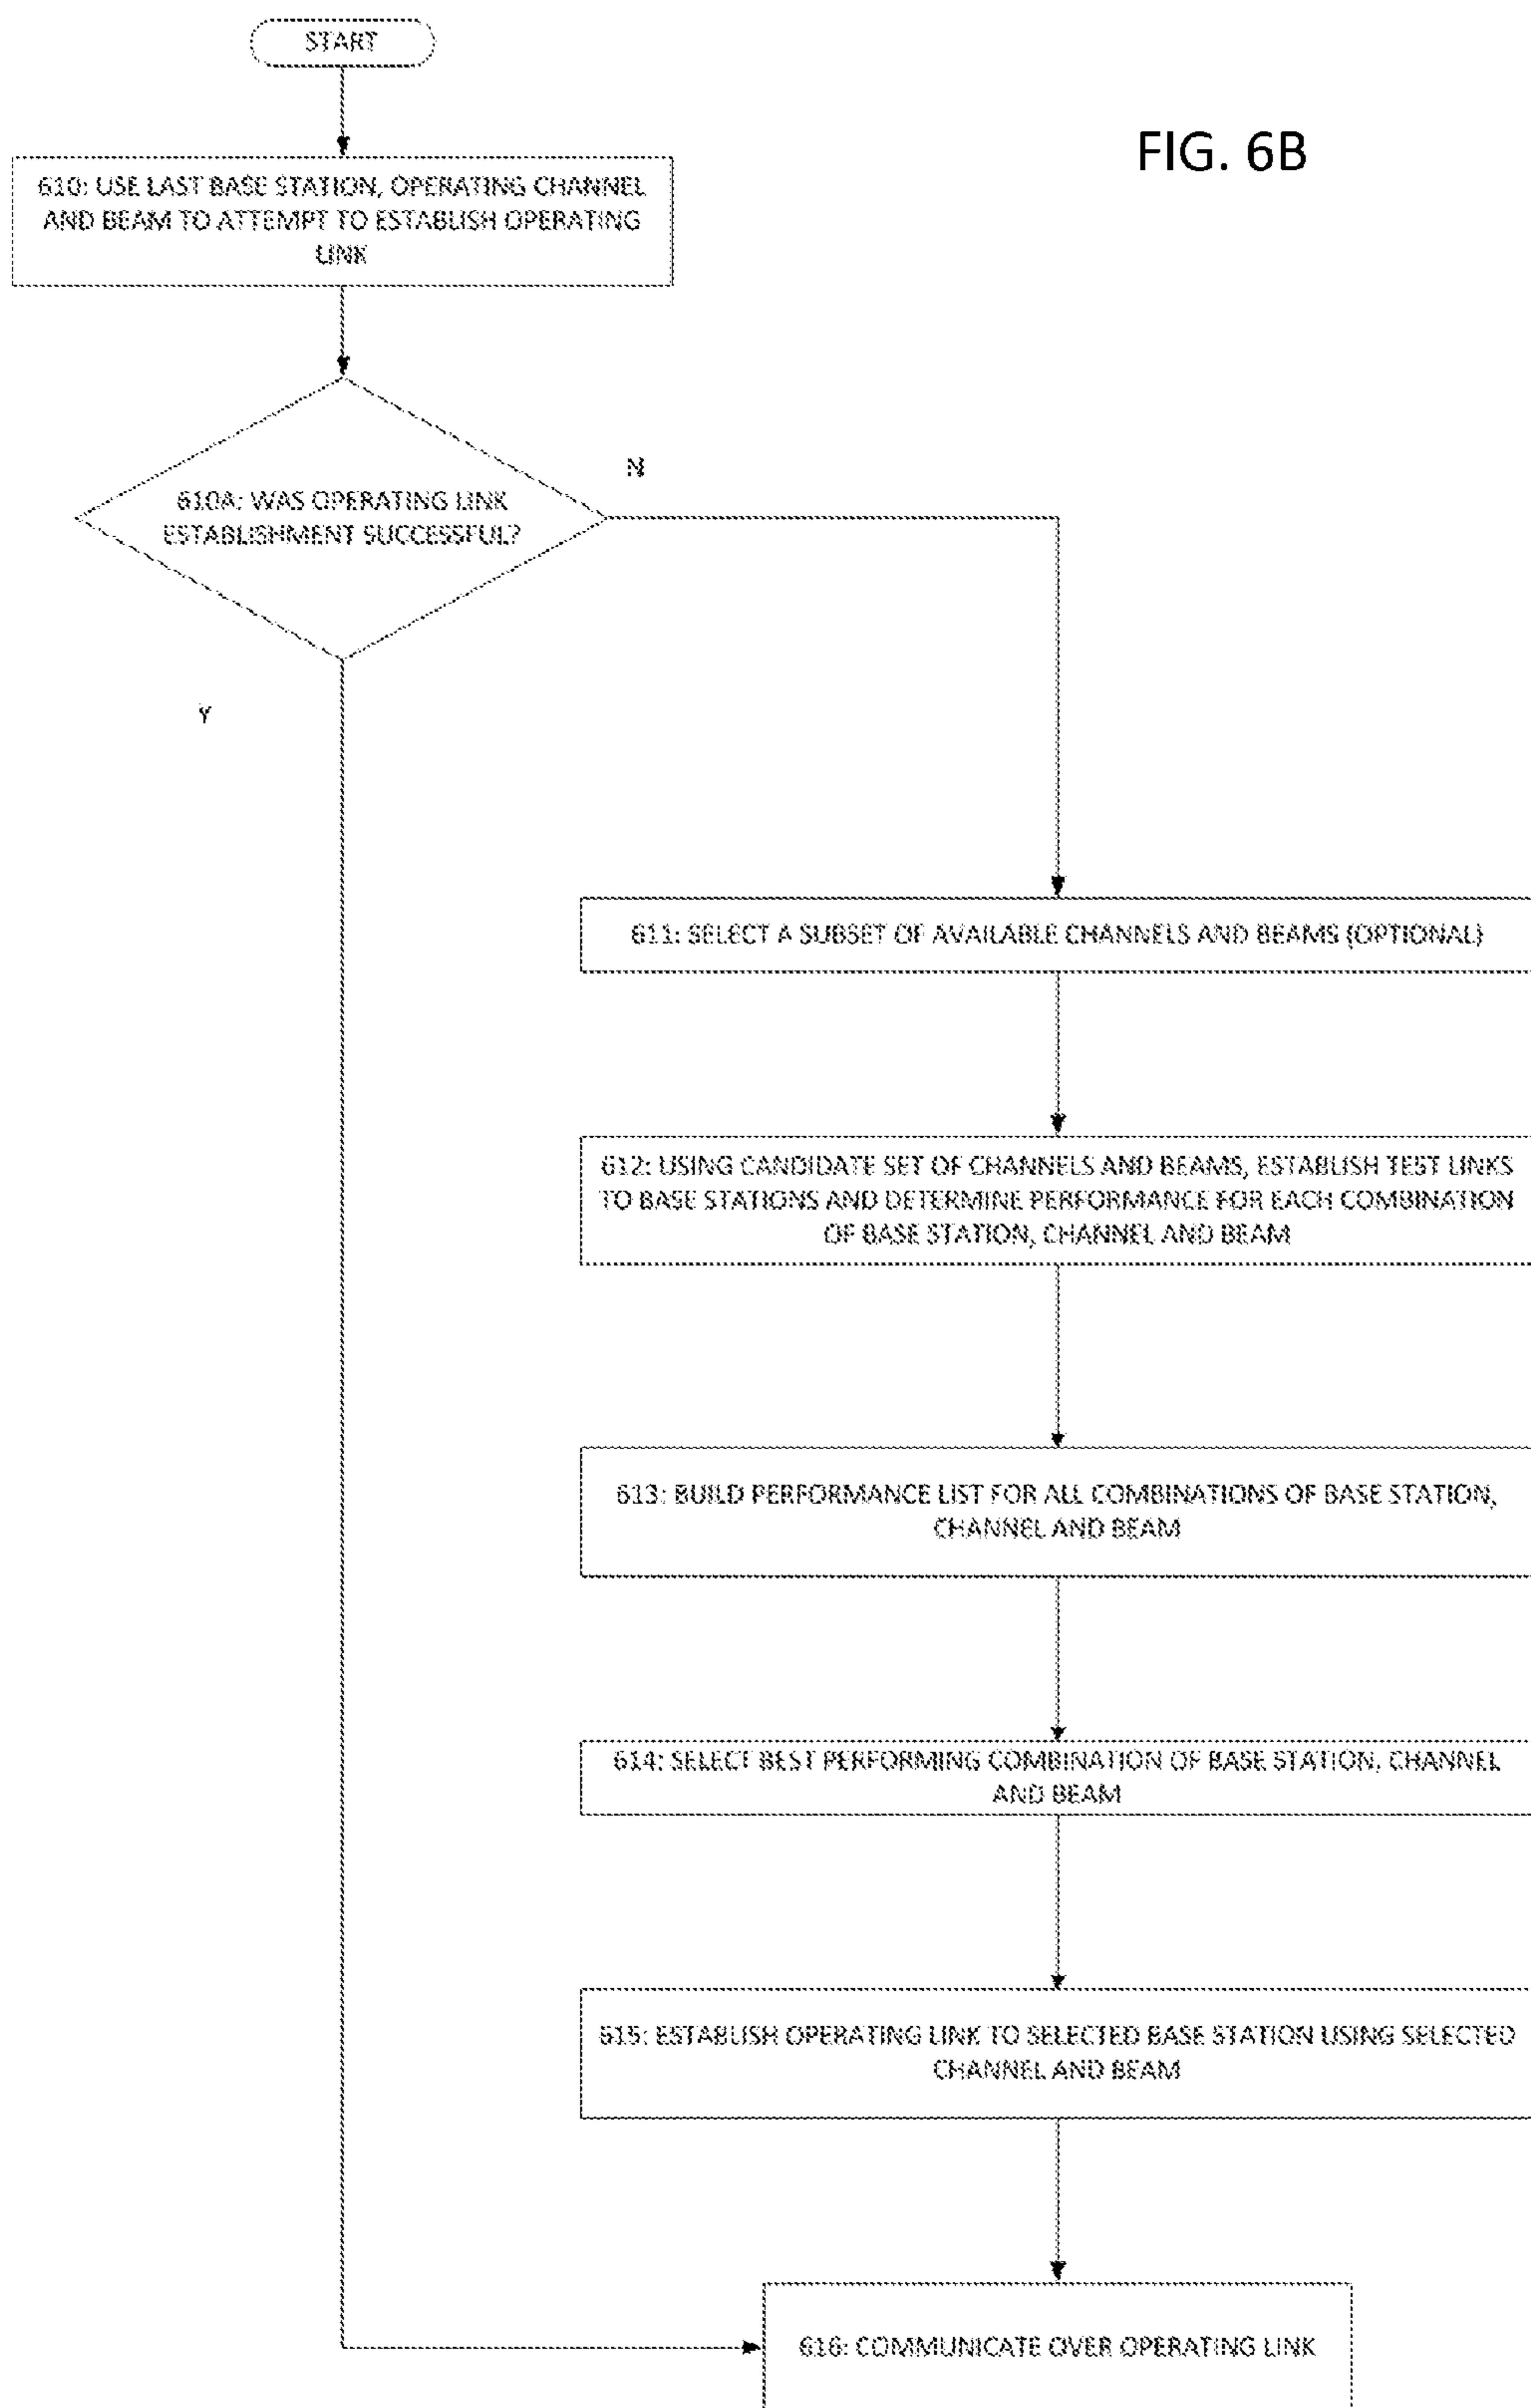 START
FIG. 6B
610: USE LAST BASE STATION, OPERATING CHANNEL
AND BEAM TO ATTEMPT TO ESTABLISH OPERATING
LINK
N
610A: WAS OPERATING LINK
ESTABLISHMENT SUCCESSFUL?
Y
611: SELECT A SUBSET OF AVAILABLE CHANNELS AND BEAMS (OPTIONAL)
612: USING CANDIDATE SET OF CHANNELS AND BEAMS, ESTABLISH TEST LINKS
TO BASE STATIONS AND DETERMINE PERFORMANCE FOR EACH COMBINATION
OF BASE STATION, CHANNEL AND BEAM
613: BUILD PERFORMANCE LIST FOR ALL COMBINATIONS OF BASE STATION,
CHANNEL AND BEAM
614: SELECT BEST PERFORMING COMBINATION OF BASE STATION, CHANNEL
AND BEAM
615: ESTABLISH OPERATING LINK TO SELECTED BASE STATION USING SELECTED
CHANNEL AND BEAM
616: COMMUNICATE OVER OPERATING LINK